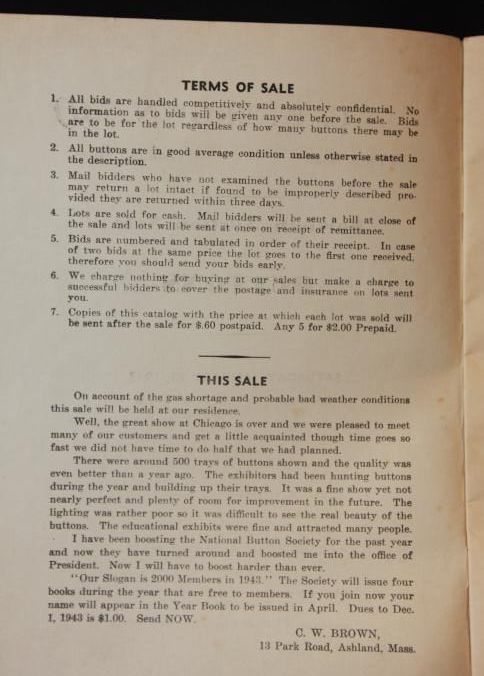 TERMS OF SALE
1. All bids are handled competitively and absolutely confidential. No
information as to bids will be given any one before the sale. Bids
are to be for the lot regardless of how many buttons there may be
in the lot.
2. All buttons are in good average condition unless otherwise stated in
the description.
3. Mail bidders who have not examined the buttons before the sale
may return a lot intact if found to be improperly described pro-
vided they are returned within three days.
4. Lots are sold for cash. Mail bidders will be sent a bill at close of
the sale and lots will be sent at once on receipt of remittance.
5. Bids are numbered and tabulated in order of their receipt. In case
of two bids at the same price the lot goes to the first one received,
therefore you should send your bids early.
6. We charge nothing for buying at our sales but make a charge to
successful bidders to cover the postage and insurance on lots sent
you.
7. Copies of this catalog with the price at which each lot was sold will
be sent after the sale for $.60 postpaid. Any 5 for $2.00 Prepaid.
THIS SALE
On account of the gas shortage and probable bad weather conditions
this sale will be held at our residence.
Well, the great show at Chicago is over and we were pleased to meet
many of our customers and get a little acquainted though time goes so
fast we did not have time to do half that we had planned.
There were around 500 trays of buttons shown and the quality was
even better than a year ago. The exhibitors had been hunting buttons
during the year and building up their trays. It was a fine show yet not
nearly perfect and plenty of room for improvement in the future. The
lighting was rather poor so it was difficult to see the real beauty of the
buttons. The educational exhibits were fine and attracted many people.
I have been boosting the National Button Society for the past year
and now they have turned around and boosted me into the office of
President. Now I will have to boost harder than ever.
"Our Slogan is 2000 Members in 1943." The Society will issue four
books during the year that are free to members. If you join now your
name will appear in the Year Book to be issued in April. Dues to Dec.
1, 1943 is $1.00. Send NOW.
C. W. BROWN,
13 Park Road, Ashland, Mass.